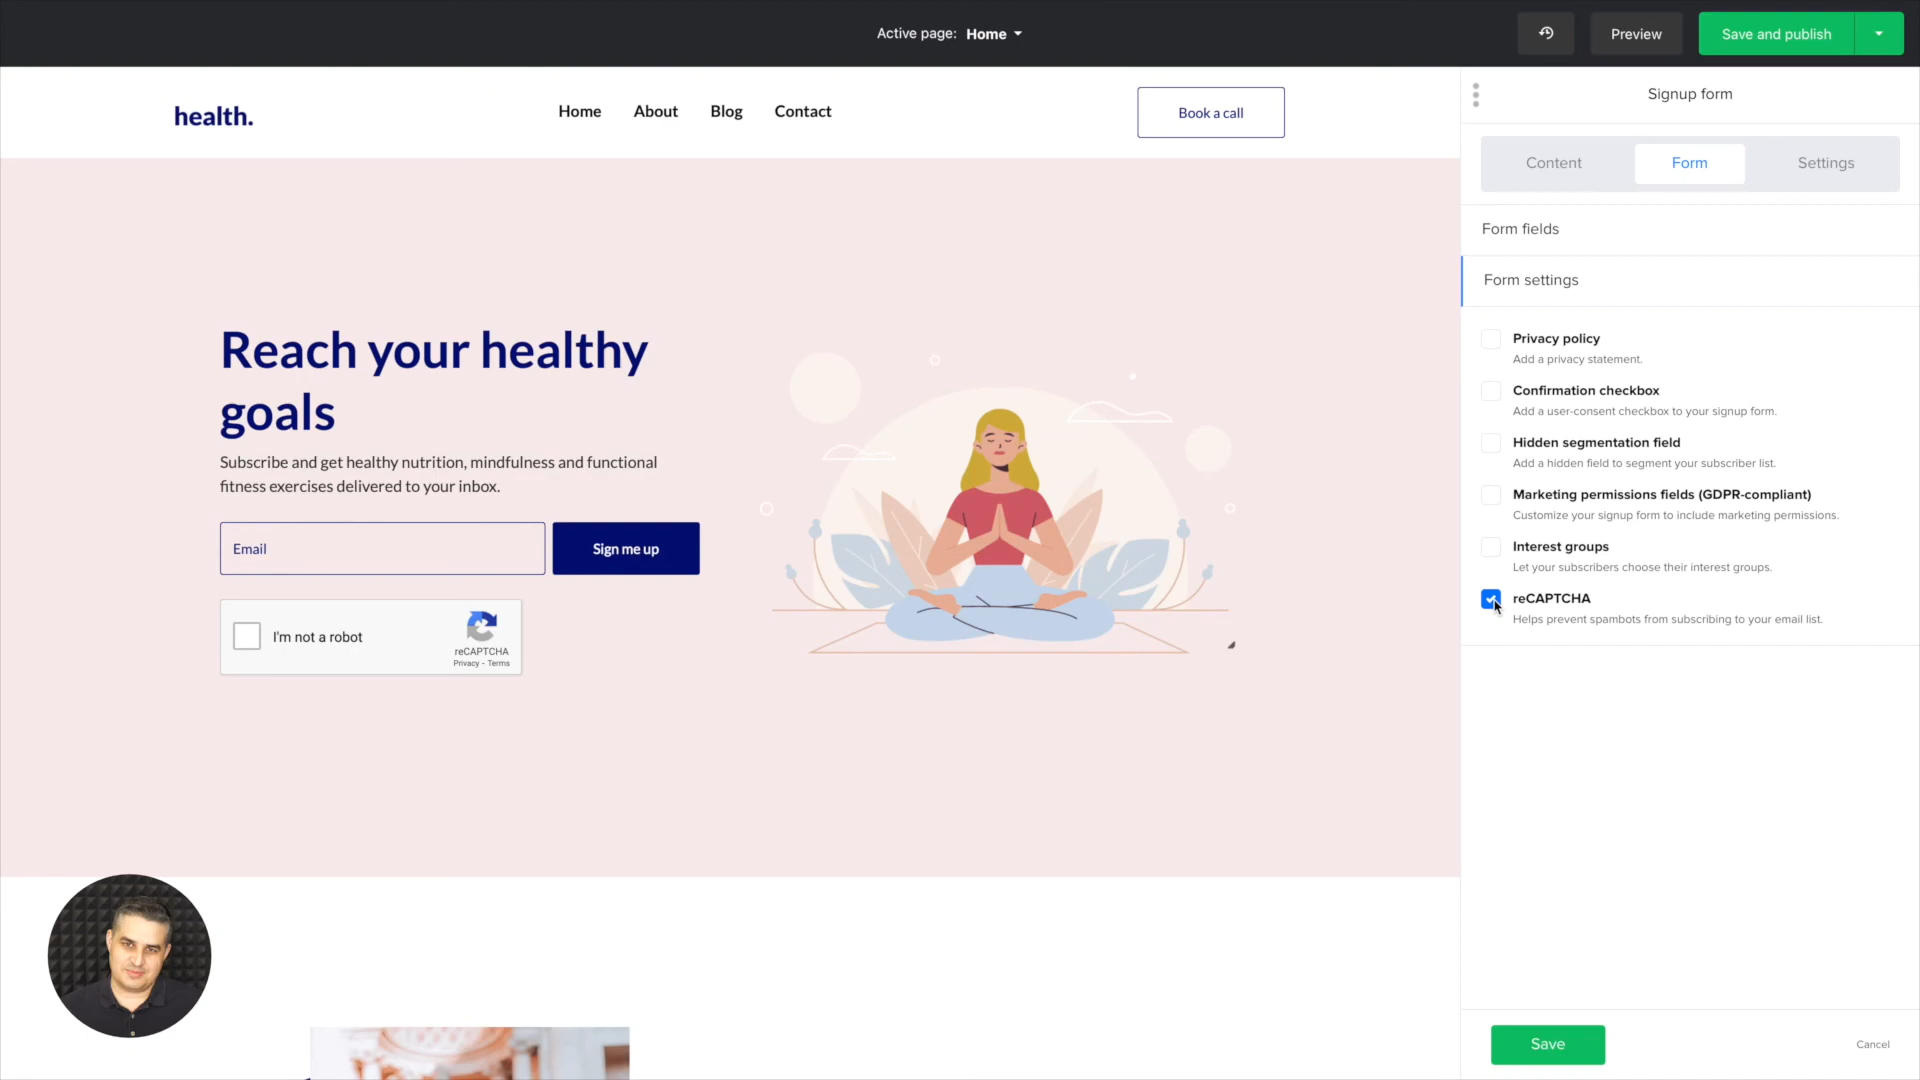 Active page: Home
Preview
Save and publish
health.
Home
About
Blog
Contact
Book a call
Reach your healthy
goals
Subscribe and get healthy nutrition, mindfulness and functional
fitness exercises delivered to your inbox.
Email
Sign me up
I'm not a robot
reCAPTCHA
Privacy - Terms
Signup form
Content
Form
Settings
Form fields
Form settings
Privacy policy
Add a privacy statement.
Confirmation checkbox
Add a user-consent checkbox to your signup form.
Hidden segmentation field
Add a hidden field to segment your subscriber list.
Marketing permissions fields (GDPR-compliant)
Customize your signup form to include marketing permissions.
Interest groups
Let your subscribers choose their interest groups.
reCAPTCHA
Helps prevent spambots from subscribing to your email list.
Save
Cancel